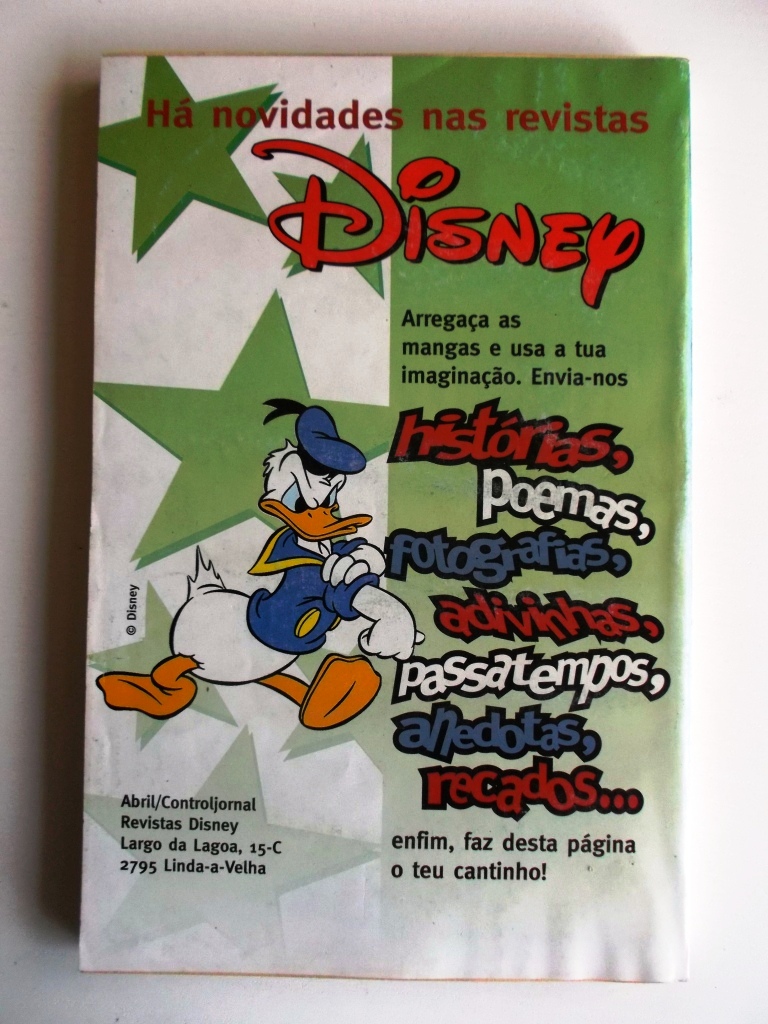 Há novidades nas revistas
Disney
Arregaça as
mangas e usa a tua
imaginação. Envia-nos
histórias,
poemas,
fotografias,
adivinhas,
passatempos,
anedotas,
recados...
enfim, faz desta página
o teu cantinho!
© Disney
Abril/Controljornal
Revistas Disney
Largo da Lagoa, 15-C
2795 Linda-a-Velha